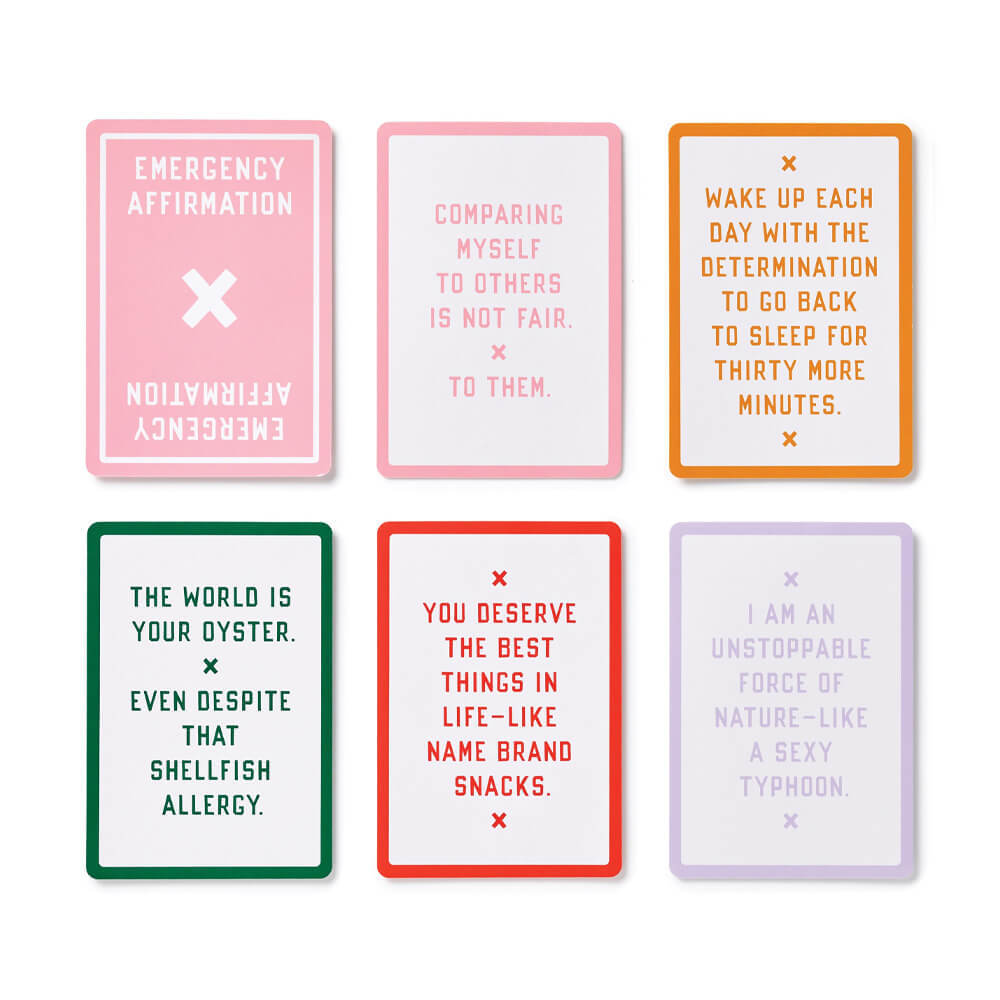 EMERGENCY
AFFIRMATION
EMERGENCY
AFFIRMATION
COMPARING
MYSELF
TO OTHERS
IS NOT FAIR.
TO THEM.
WAKE UP EACH
DAY WITH THE
DETERMINATION
TO GO BACK
TO SLEEP FOR
THIRTY MORE
MINUTES.
THE WORLD IS
YOUR OYSTER.
EVEN DESPITE
THAT
SHELLFISH
ALLERGY.
YOU DESERVE
THE BEST
THINGS IN
LIFE–LIKE
NAME BRAND
SNACKS.
I AM AN
UNSTOPPABLE
FORCE OF
NATURE–LIKE
A SEXY
TYPHOON.